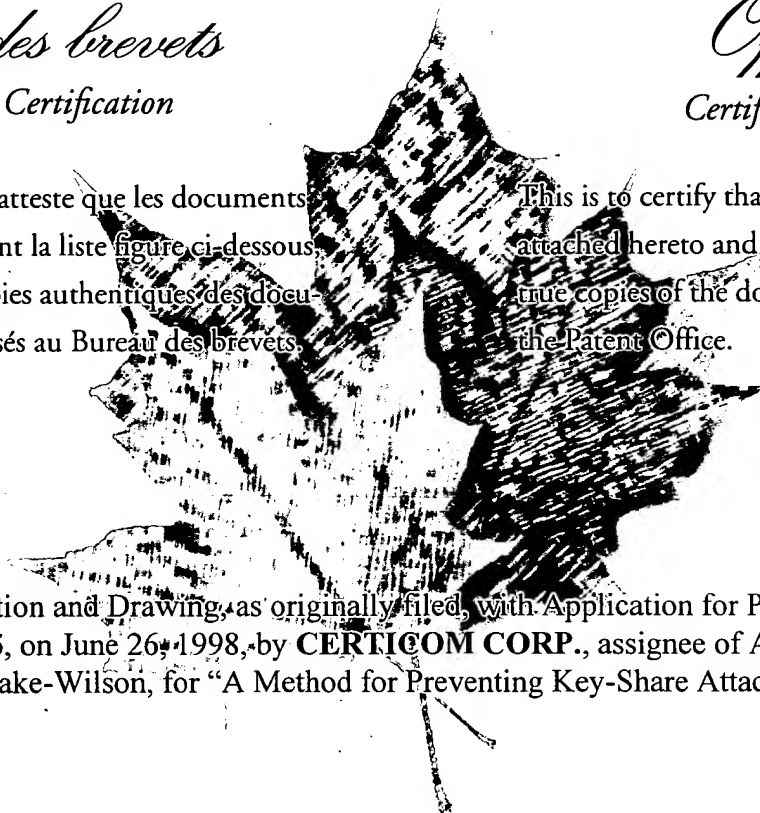 des brevets
Certification
atteste que les documents
nt la liste figure ci-dessous,
pies authentiques des docu-
sés au Bureau des brevets.
Certif
This is to certify tha
attached hereto and
true copies of the do
the Patent Office.
tion and Drawing, as originally filed, with Application for P
, on June 26, 1998, by CERTICOM CORP., assignee of A
ake-Wilson, for “A Method for Preventing Key-Share Attac